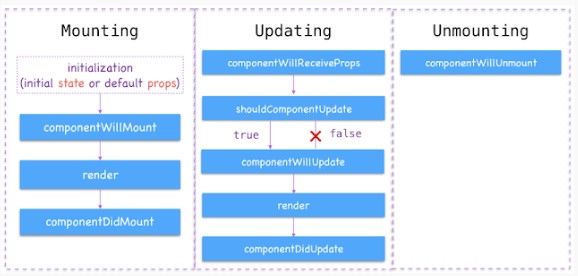 Mounting
initialization
(initial state or default props)
componentWillMount
render
componentDidMount
Updating
componentWillReceiveProps
shouldComponentUpdate
true
false
componentWillUpdate
render
componentDidUpdate
Unmounting
componentWillUnmount